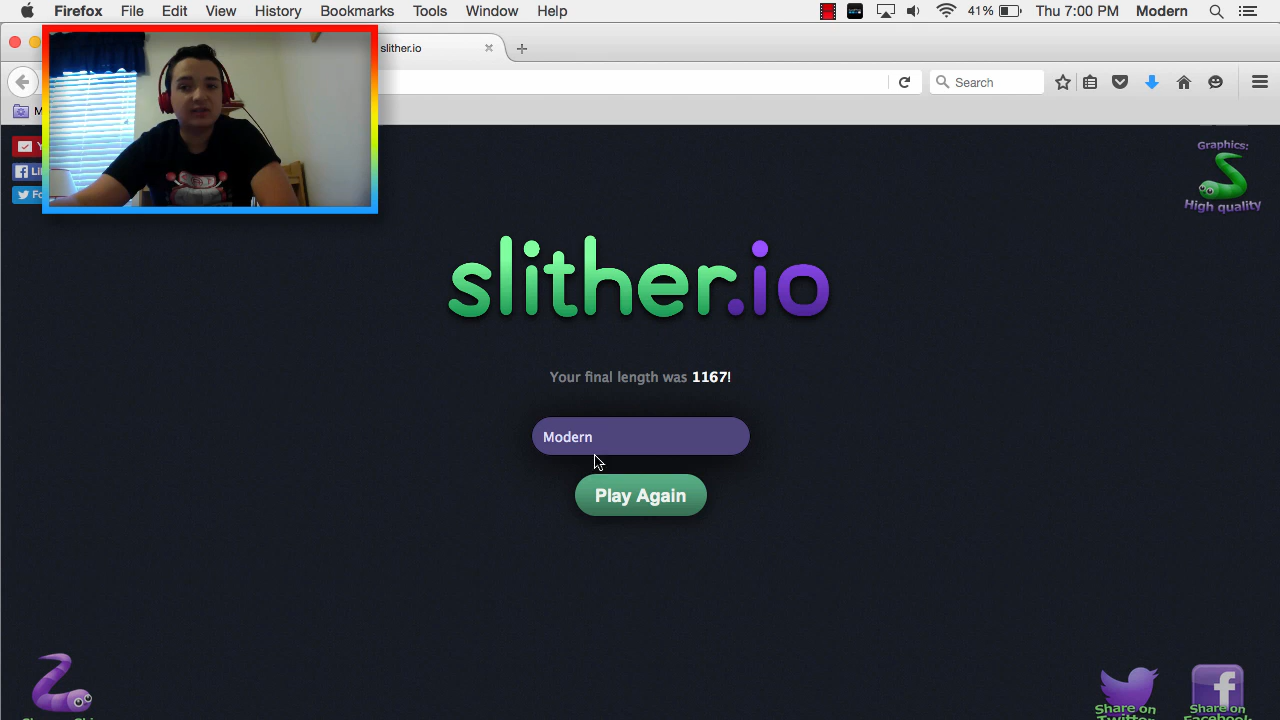 Firefox File Edit View History Bookmarks Tools Window Help 41% Thu 7:00 PM Modern
slither.io
Search
M
Graphics:
High quality
slither.io
Your final length was 1167!
Modern
Play Again
Share on Twitter
Share on Facebook